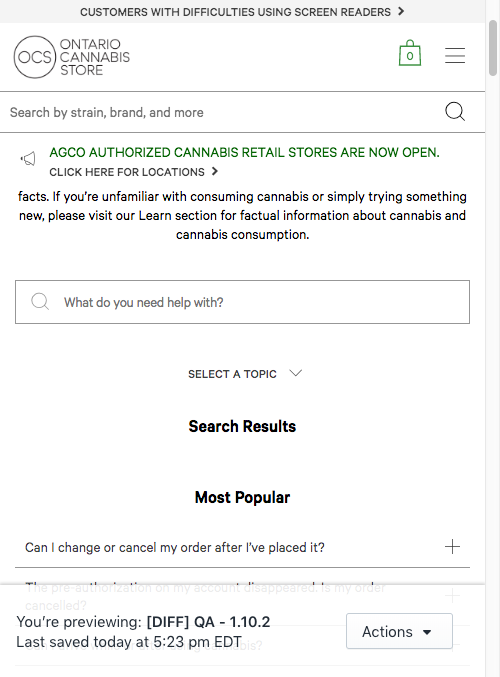 CUSTOMERS WITH DIFFICULTIES USING SCREEN READERS
OCS
ONTARIO
CANNABIS
STORE
0
Search by strain, brand, and more
AGCO AUTHORIZED CANNABIS RETAIL STORES ARE NOW OPEN.
CLICK HERE FOR LOCATIONS
facts. If you’re unfamiliar with consuming cannabis or simply trying something
new, please visit our Learn section for factual information about cannabis and
cannabis consumption.
What do you need help with?
SELECT A TOPIC
Search Results
Most Popular
Can I change or cancel my order after I’ve placed it?
The pre-authorization on my account disappeared. Is my order
cancelled?
You’re previewing: [DIFF] QA - 1.10.2
Last saved today at 5:23 pm EDT
Actions